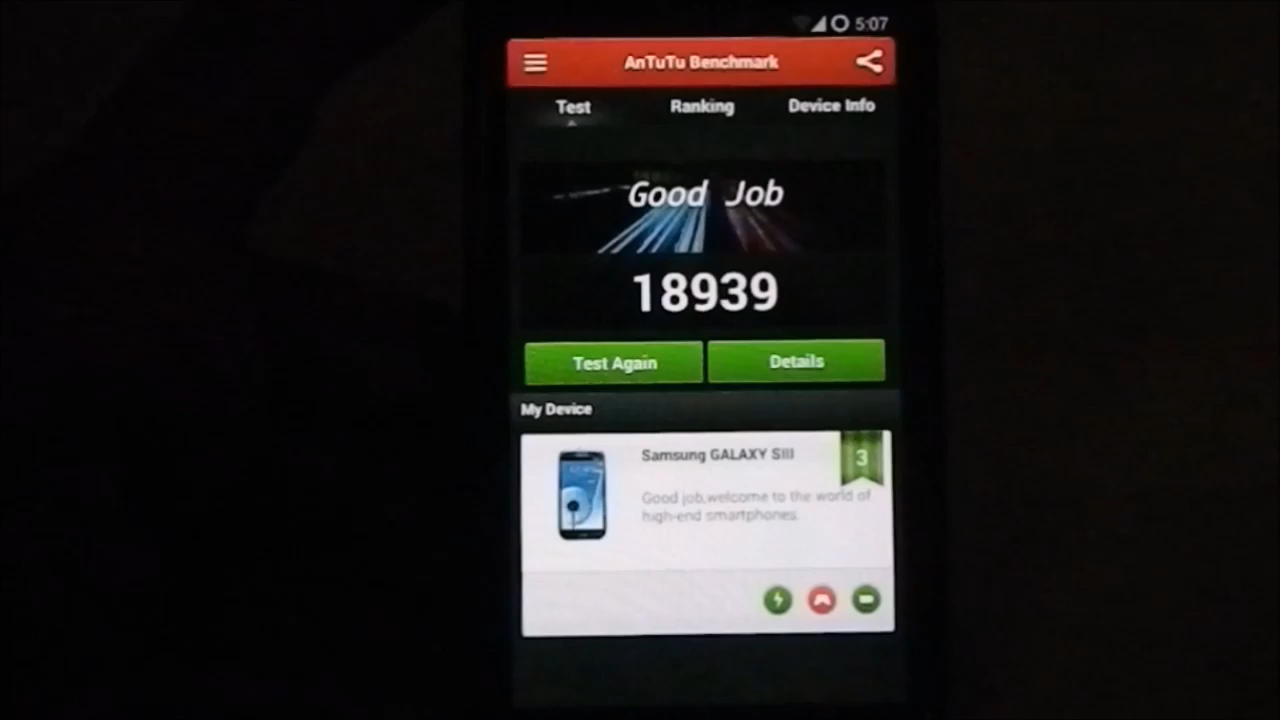 5:07
AnTuTu Benchmark
Test Ranking Device Info
Good Job
18939
Test Again Details
My Device
Samsung GALAXY SIII
3
Good job,welcome to the world of
high-end smartphones.